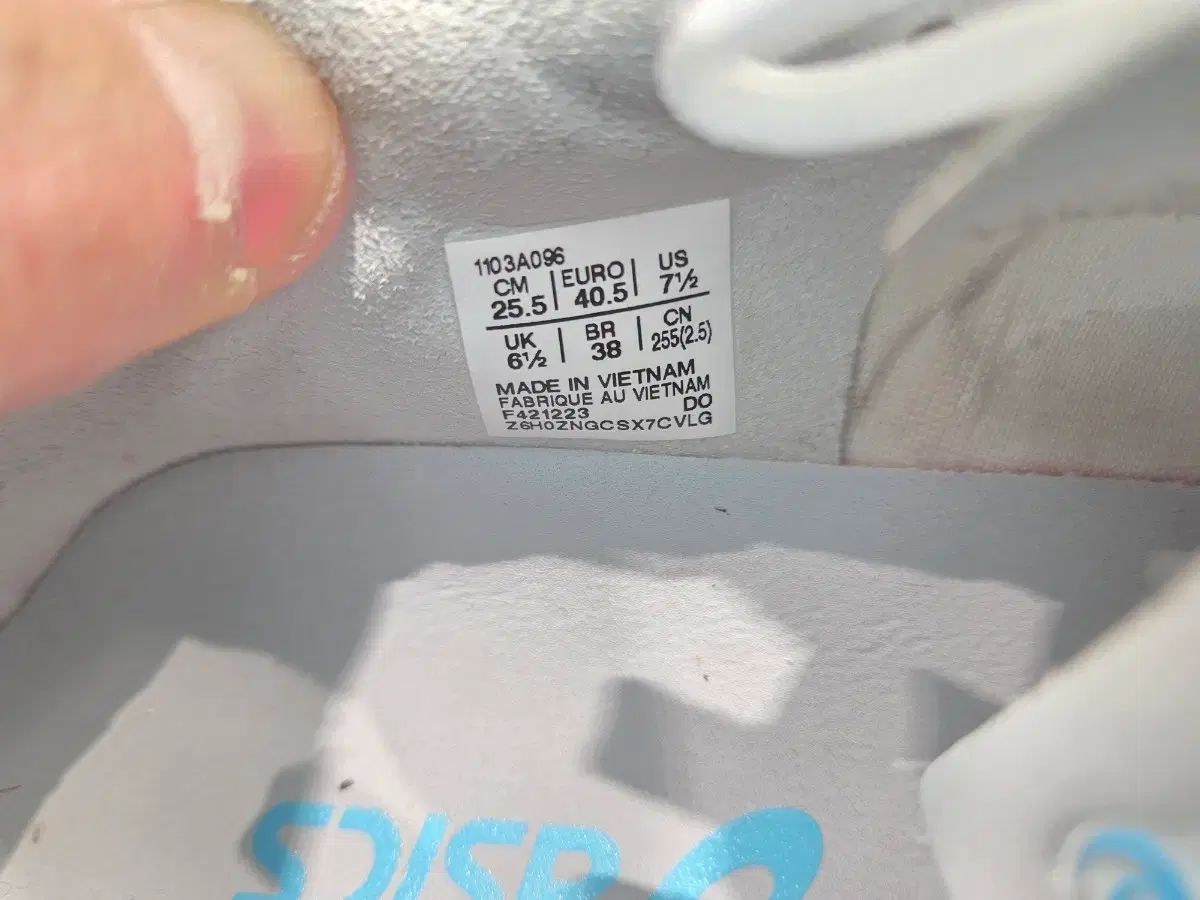 1103A096
CM EURO US
25.5 40.5 7½
UK BR CN
6½ 38 255(2.5)
MADE IN VIETNAM
FABRIQUE AU VIETNAM
F421223 DO
Z6H0ZNGCSX7CVLG
asics